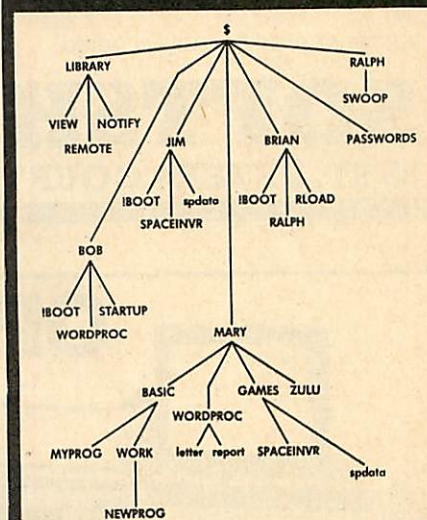 $
LIBRARY RALPH
SWOOP
VIEW NOTIFY
REMOTE
JIM BRIAN PASSWORDS
!BOOT spdata !BOOT RLOAD
SPACEINVR RALPH
BOB
!BOOT STARTUP
WORDPROC
MARY
BASIC GAMES ZULU
WORDPROC
MYPROG WORK letter report SPACEINVR
spdata
NEWPROG